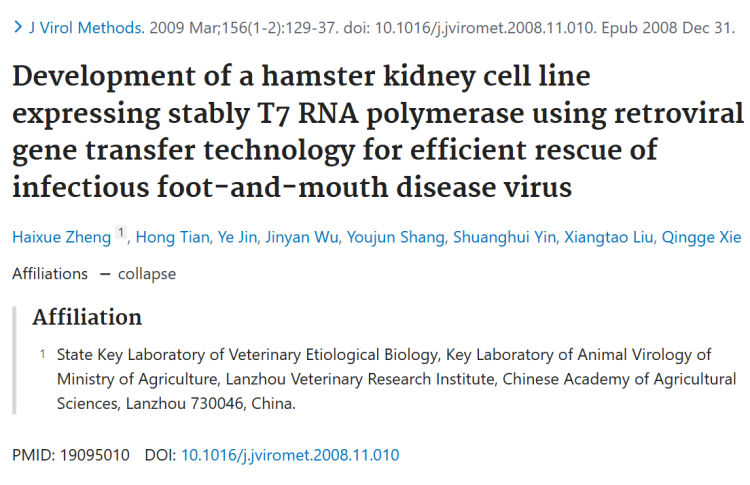 > J Virol Methods. 2009 Mar;156(1-2):129-37. doi: 10.1016/j.jviromet.2008.11.010. Epub 2008 Dec 31.
Development of a hamster kidney cell line
expressing stably T7 RNA polymerase using retroviral
gene transfer technology for efficient rescue of
infectious foot-and-mouth disease virus
Haixue Zheng 1, Hong Tian, Ye Jin, Jinyan Wu, Youjun Shang, Shuanghui Yin, Xiangtao Liu, Qingge Xie
Affiliations − collapse
Affiliation
1 State Key Laboratory of Veterinary Etiological Biology, Key Laboratory of Animal Virology of
Ministry of Agriculture, Lanzhou Veterinary Research Institute, Chinese Academy of Agricultural
Sciences, Lanzhou 730046, China.
PMID: 19095010 DOI: 10.1016/j.jviromet.2008.11.010